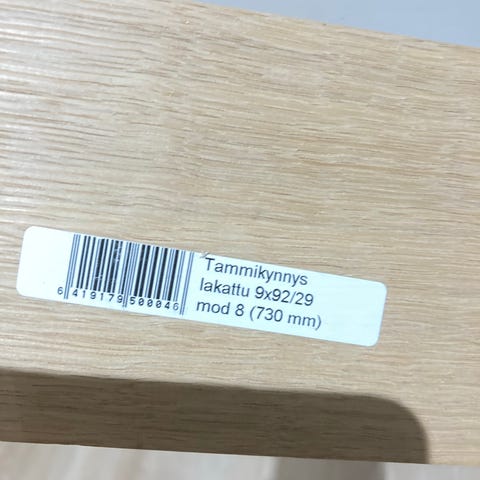 Tammikynnys
lakattu 9x92/29
mod 8 (730 mm)
6 419179 500046